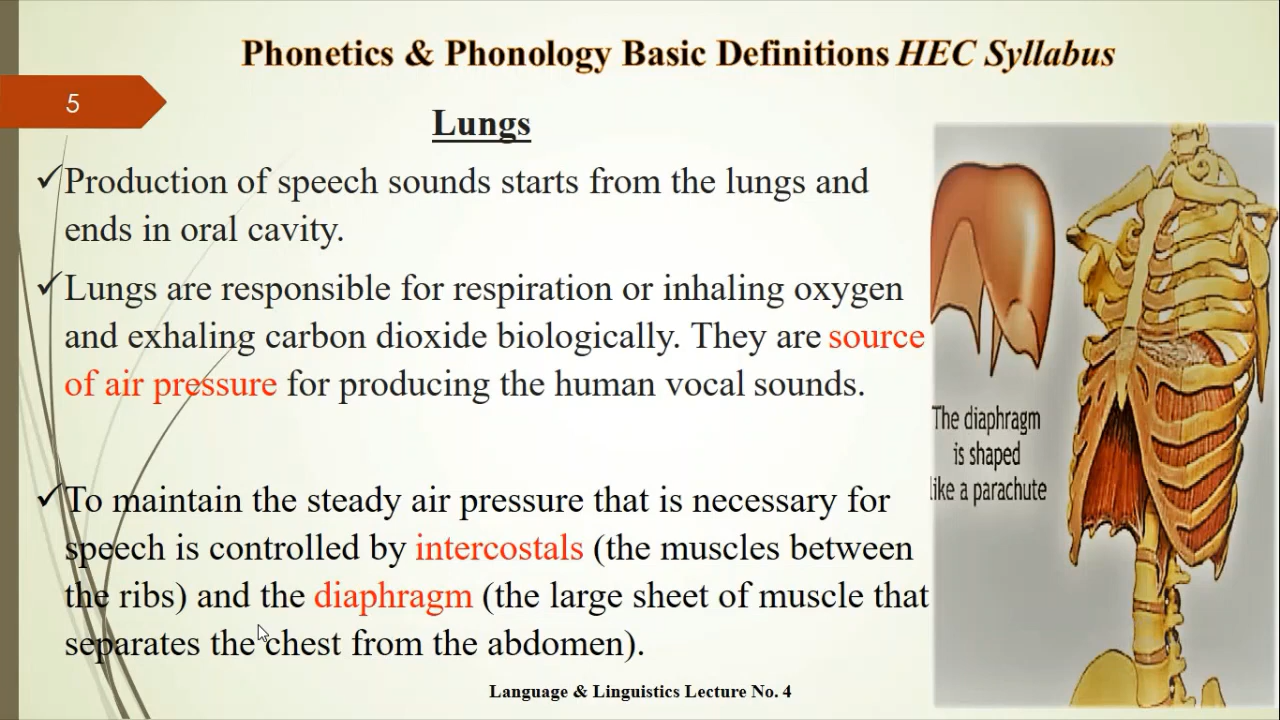 Phonetics & Phonology Basic Definitions HEC Syllabus
5
Lungs
✓Production of speech sounds starts from the lungs and
ends in oral cavity.
✓Lungs are responsible for respiration or inhaling oxygen
and exhaling carbon dioxide biologically. They are source
of air pressure for producing the human vocal sounds.
✓To maintain the steady air pressure that is necessary for
speech is controlled by intercostals (the muscles between
the ribs) and the diaphragm (the large sheet of muscle that
separates the chest from the abdomen).
The diaphragm
is shaped
like a parachute
Language & Linguistics Lecture No. 4